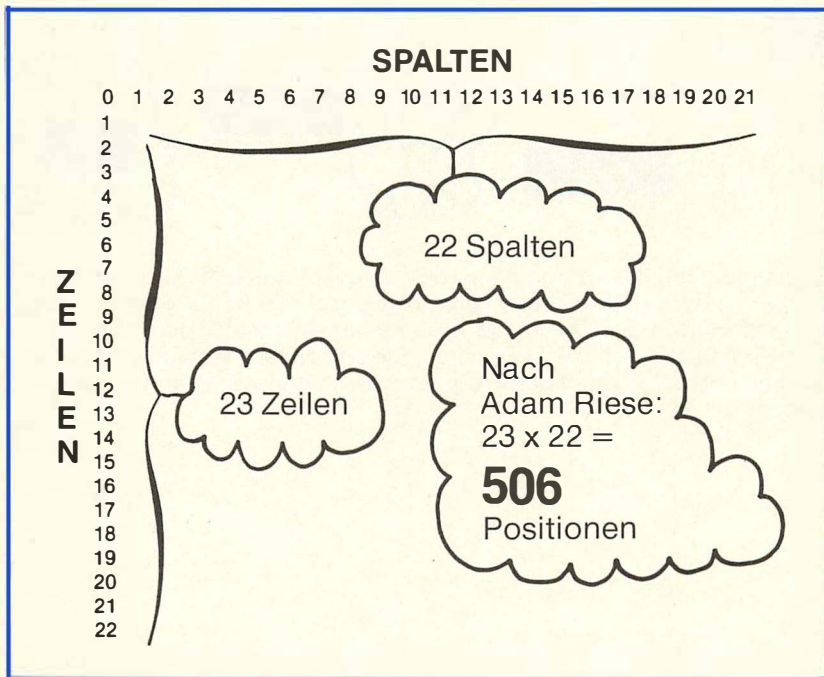 SPALTEN
0 1 2 3 4 5 6 7 8 9 10 11 12 13 14 15 16 17 18 19 20 21
1
2
3
4
5
6
7
8
9
10
11
12
13
14
15
16
17
18
19
20
21
22
ZEILEN
22 Spalten
23 Zeilen
Nach
Adam Riese:
23 x 22 =
506
Positionen